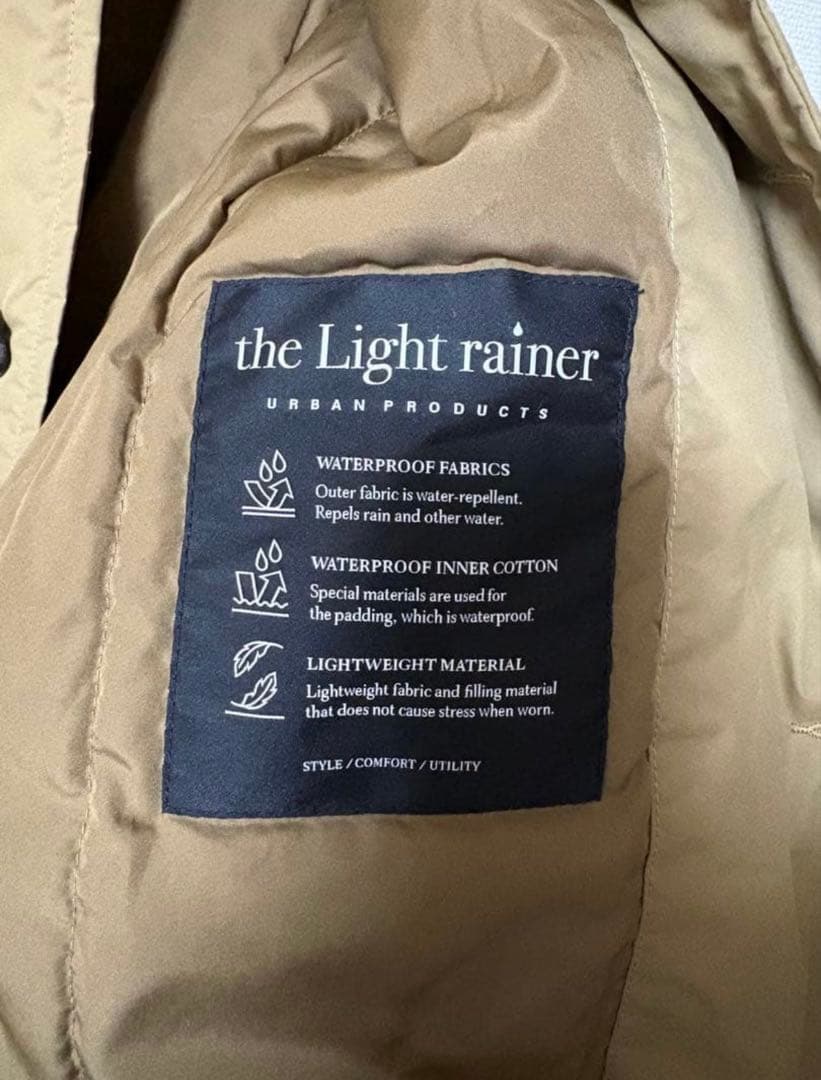 the Light rainer
URBAN PRODUCTS
WATERPROOF FABRICS
Outer fabric is water-repellent.
Repels rain and other water.
WATERPROOF INNER COTTON
Special materials are used for
the padding, which is waterproof.
LIGHTWEIGHT MATERIAL
Lightweight fabric and filling material
that does not cause stress when worn.
STYLE / COMFORT / UTILITY